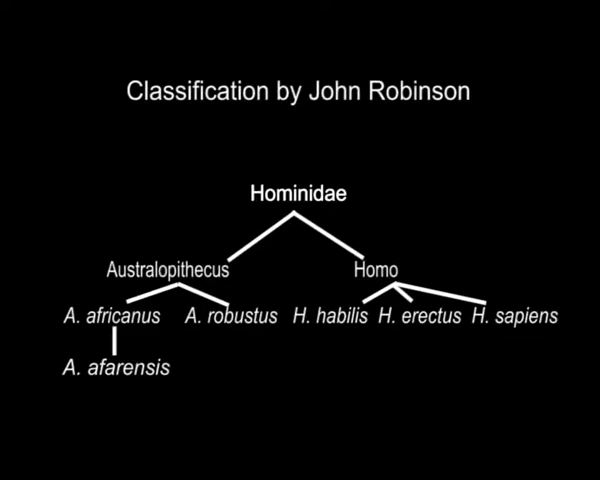 Classification by John Robinson
Hominidae
Australopithecus Homo
A. africanus A. robustus H. habilis H. erectus H. sapiens
A. afarensis